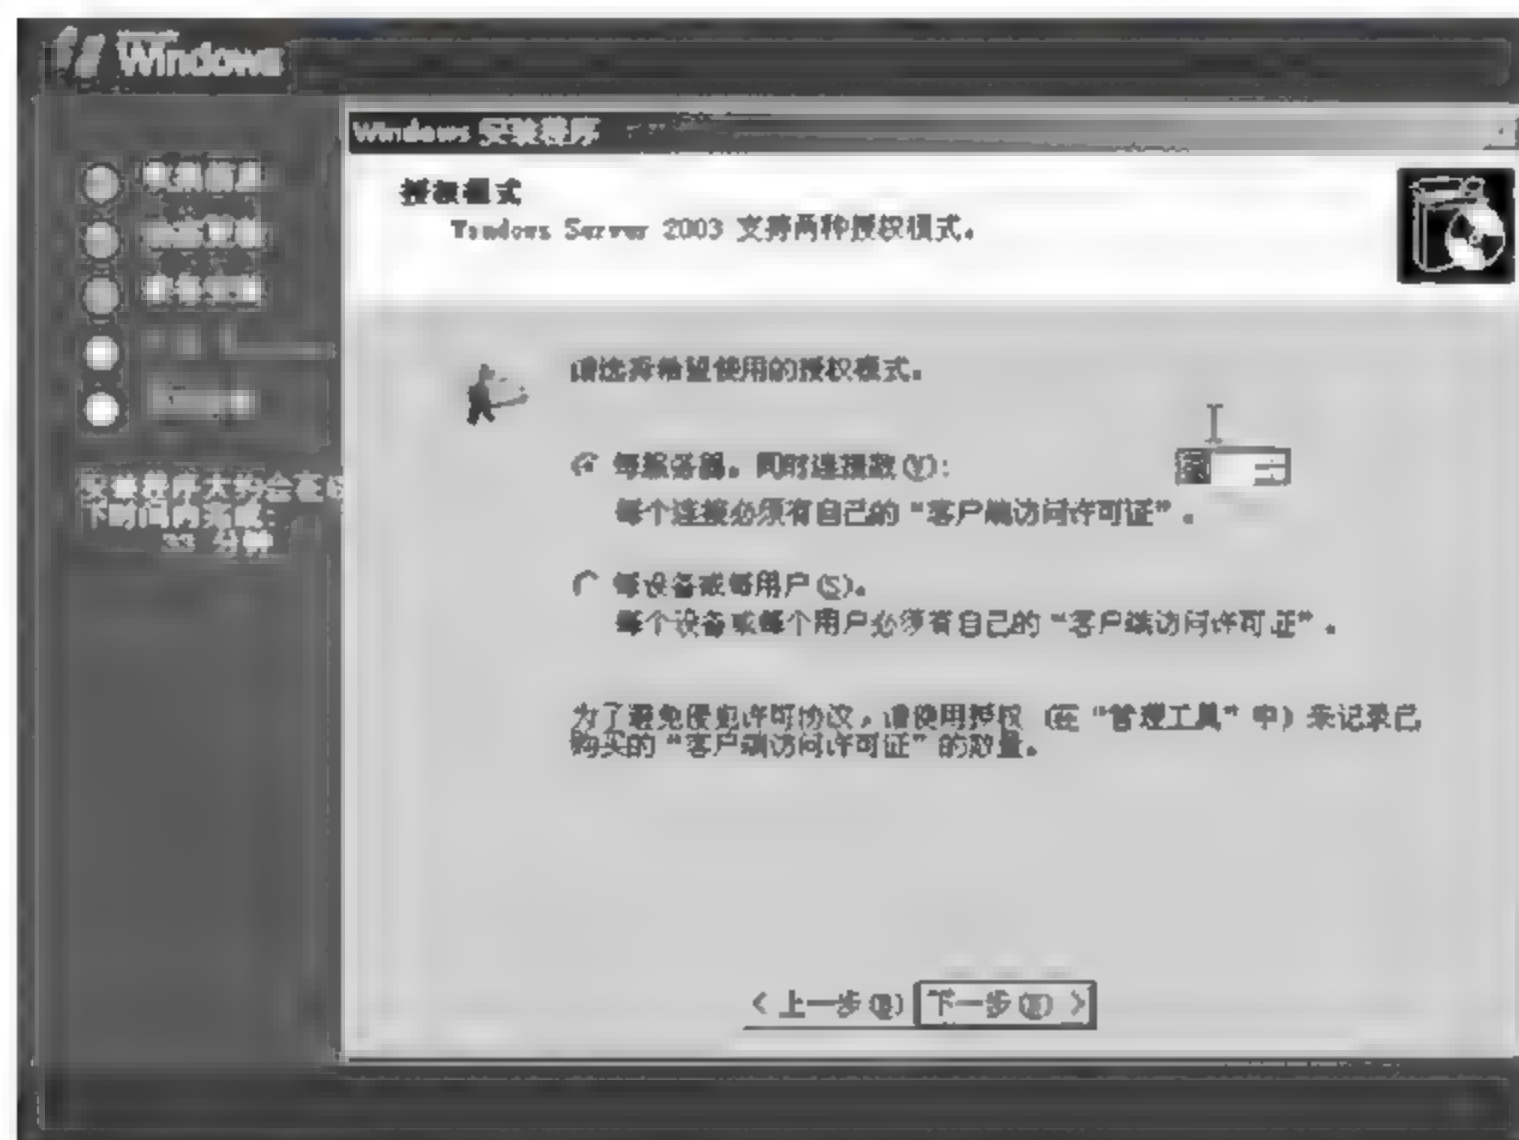 Windows
Windows 安装程序
授权模式
Windows Server 2003 支持两种授权模式。
请选择希望使用的授权模式。
每服务器。同时连接数(V):
每个连接必须有自己的“客户端访问许可证”。
每设备或每用户(S)。
每个设备或每个用户必须有自己的“客户端访问许可证”。
为了避免侵犯许可协议，请使用授权（在“管理工具”中）来记录已
购买的“客户端访问许可证”的数量。
安装程序大约会在以
下时间内完成:
33 分钟
< 上一步(B)
下一步(N) >